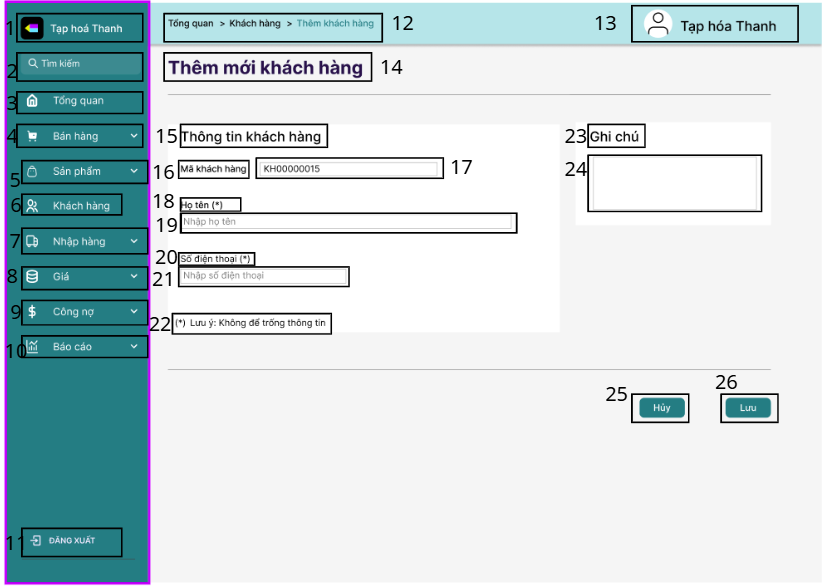 1 Tạp hoá Thanh
2 Tìm kiếm
3 Tổng quan
4 Bán hàng
5 Sản phẩm
6 Khách hàng
7 Nhập hàng
8 Giá
9 Công nợ
10 Báo cáo
11 ĐĂNG XUẤT
Tổng quan > Khách hàng > Thêm khách hàng 12
13 Tạp hóa Thanh
Thêm mới khách hàng 14
15 Thông tin khách hàng
16 Mã khách hàng KH00000015 17
18 Họ tên (*)
19 Nhập họ tên
20 Số điện thoại (*)
21 Nhập số điện thoại
22 (*) Lưu ý: Không để trống thông tin
23 Ghi chú
24
25 Hủy
26 Lưu